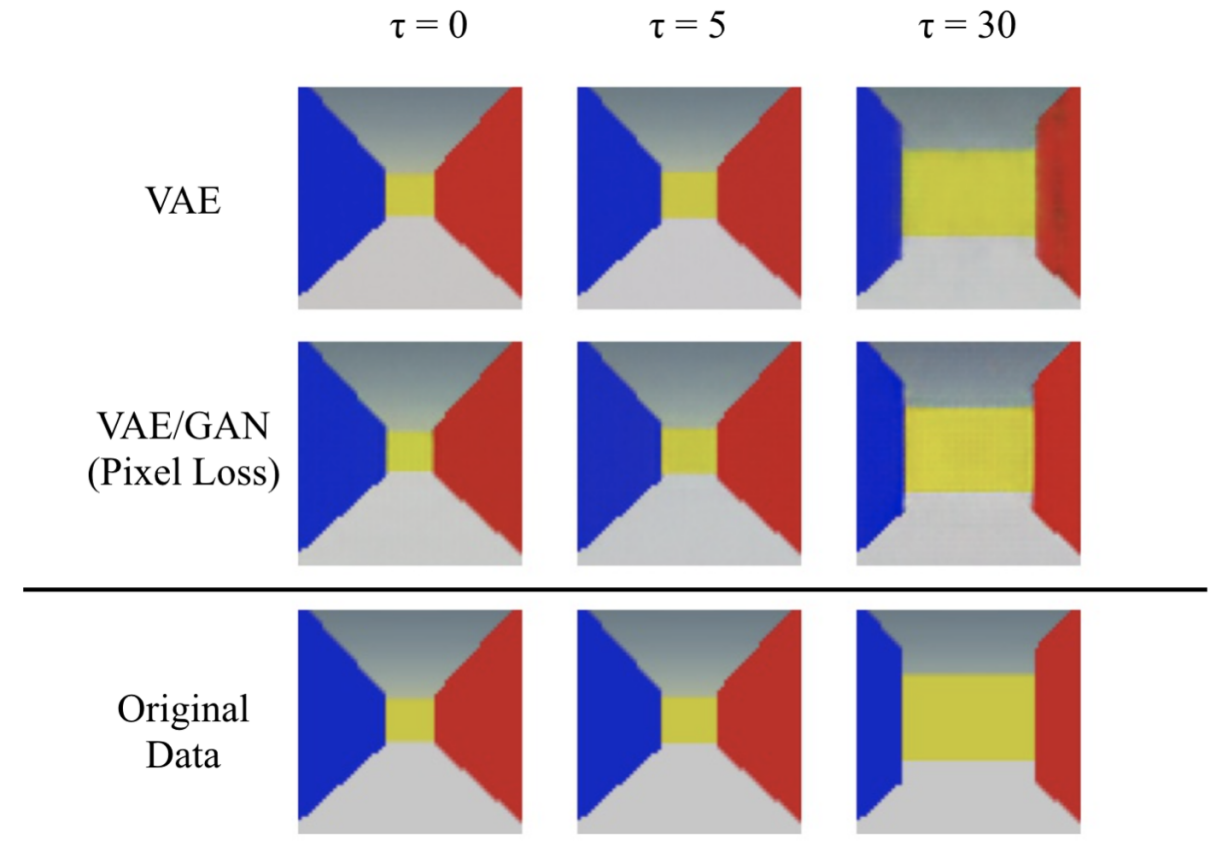 τ = 0 τ = 5 τ = 30
VAE
VAE/GAN
(Pixel Loss)
Original
Data